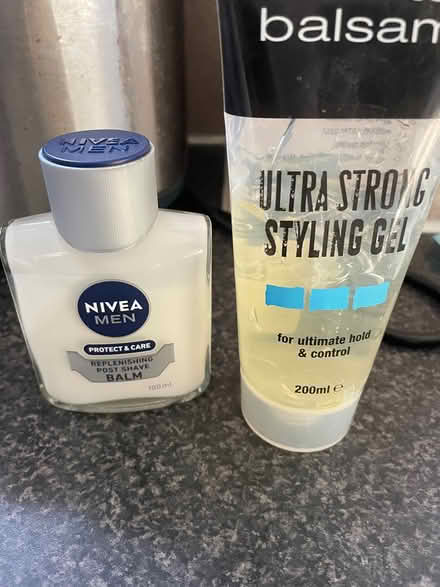 NIVEA
MEN
NIVEA
MEN
PROTECT & CARE
REPLENISHING
POST SHAVE
BALM
100 ml
balsam
ULTRA STRONG
STYLING GEL
for ultimate hold
& control
200ml e